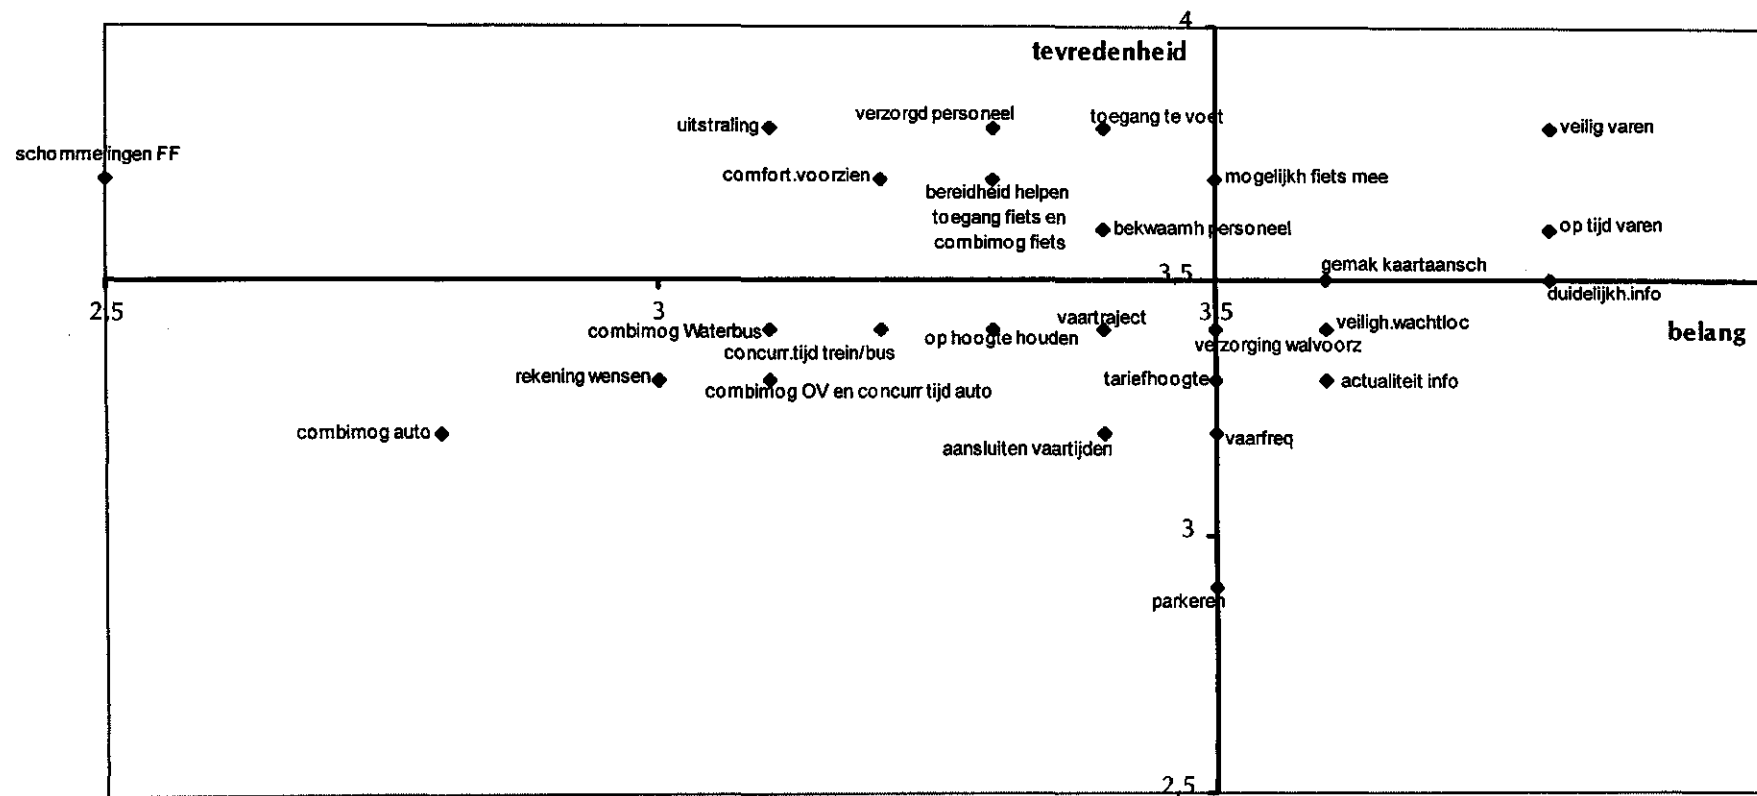 4
tevredenheid
verzorgd personeel
toegang te voet
uitstraling
veilig varen
schommelingen FF
comfort.voorzien
mogelijkh fiets mee
bereidheid helpen
toegang fiets en
combimog fiets
bekwaamh personeel
op tijd varen
3,5
gemak kaartaansch
2,5
3
3,5
duidelijkh.info
combimog Waterbus
concurr.tijd trein/bus
op hoogte houden
vaartraject
verzorging walvoorz
veiligh.wachtloc
belang
rekening wensen
combimog OV en concurr tijd auto
tariefhoogte
actualiteit info
combimog auto
aansluiten vaartijden
vaarfreq
3
parkeren
2,5